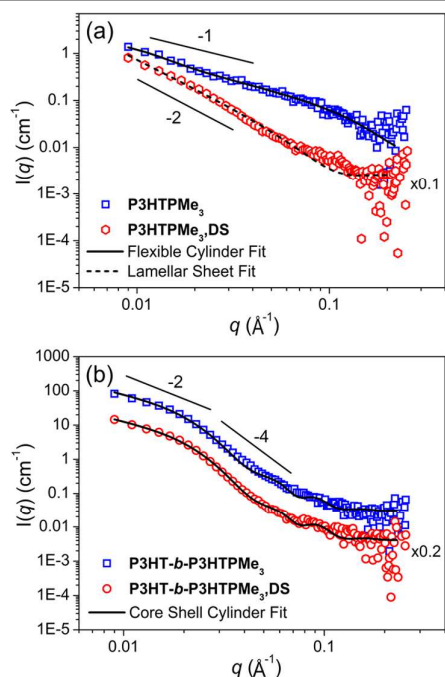 (a)
-1
-2
I(q) (cm⁻¹)
1
0.1
0.01
1E-3
1E-4
1E-5
x0.1
P3HTPMe₃
P3HTPMe₃,DS
Flexible Cylinder Fit
Lamellar Sheet Fit
0.01
0.1
q (Å⁻¹)
(b)
-2
-4
I(q) (cm⁻¹)
1000
100
10
1
0.1
0.01
1E-3
1E-4
1E-5
x0.2
P3HT-b-P3HTPMe₃
P3HT-b-P3HTPMe₃,DS
Core Shell Cylinder Fit
0.01
0.1
q (Å⁻¹)